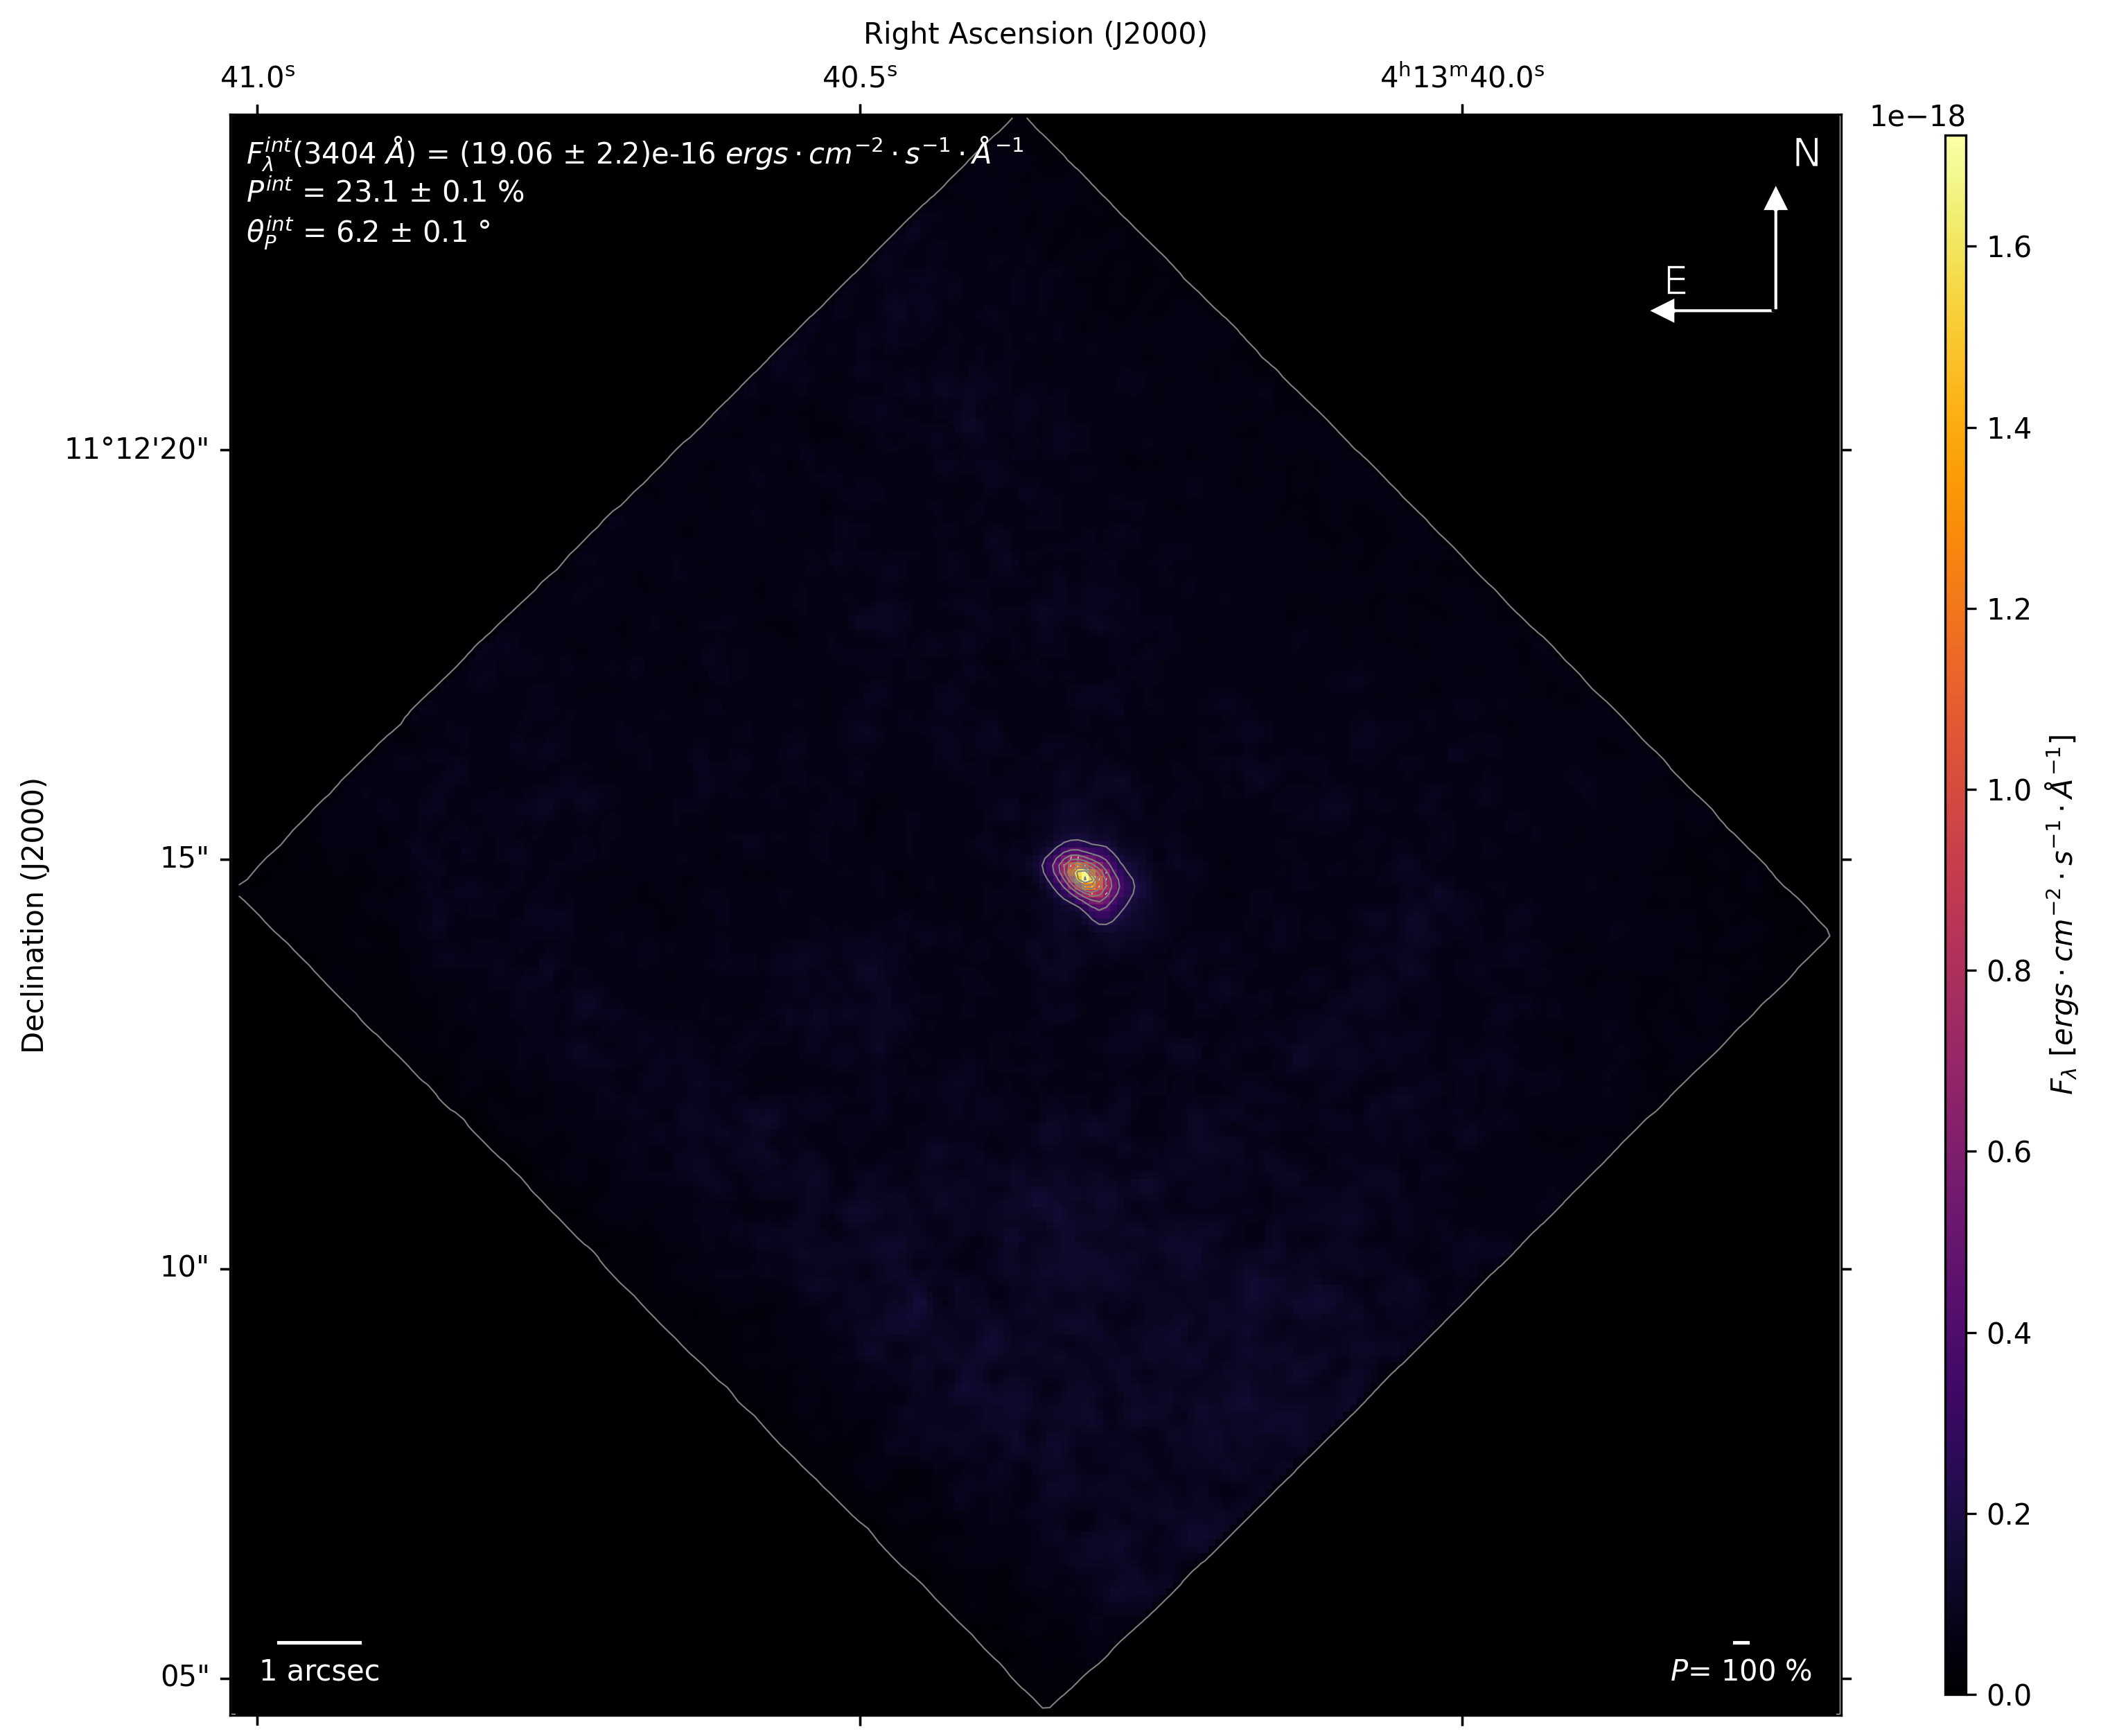 Right Ascension (J2000)
41.0ˢ 40.5ˢ 4ʰ13ᵐ40.0ˢ
1e−18
F_λ^int(3404 Å) = (19.06 ± 2.2)e-16 ergs · cm⁻² · s⁻¹ · Å⁻¹
P^int = 23.1 ± 0.1 %
θ_P^int = 6.2 ± 0.1 °
N
E
11°12'20"
15"
10"
05"
Declination (J2000)
1 arcsec
P= 100 %
1.6
1.4
1.2
1.0
0.8
0.6
0.4
0.2
0.0
F_λ [ergs · cm⁻² · s⁻¹ · Å⁻¹]